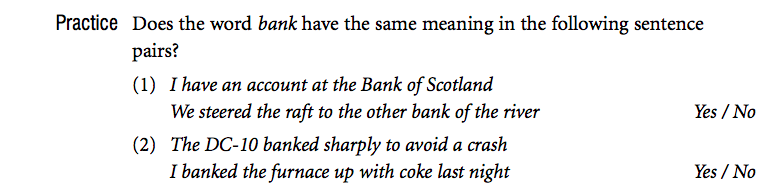 Practice Does the word bank have the same meaning in the following sentence
pairs?
(1) I have an account at the Bank of Scotland
We steered the raft to the other bank of the river Yes / No
(2) The DC-10 banked sharply to avoid a crash
I banked the furnace up with coke last night Yes / No